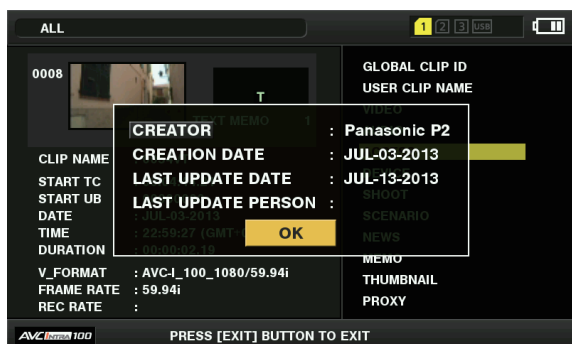 ALL
1 2 3 USB
0008
T
TEXT MEMO 1
GLOBAL CLIP ID
USER CLIP NAME
VIDEO
CREATOR : Panasonic P2
CREATION DATE : JUL-03-2013
LAST UPDATE DATE : JUL-13-2013
LAST UPDATE PERSON :
OK
CLIP NAME
START TC
START UB
DATE : JUL-03-2013
TIME : 22:59:27 (GMT+
DURATION : 00:00:02.19
V_FORMAT : AVC-I_100_1080/59.94i
FRAME RATE : 59.94i
REC RATE :
SHOOT
SCENARIO
NEWS
MEMO
THUMBNAIL
PROXY
AVC Intra 100
PRESS [EXIT] BUTTON TO EXIT